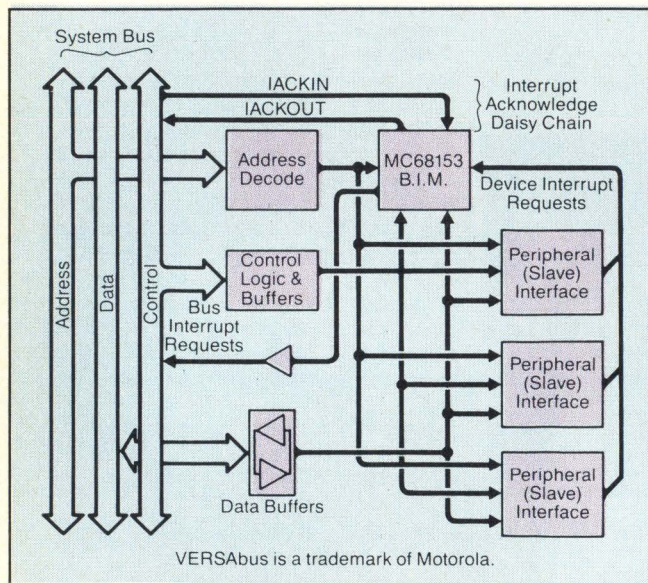 System Bus
IACKIN
IACKOUT
Interrupt
Acknowledge
Daisy Chain
Address
Decode
MC68153
B.I.M.
Device Interrupt
Requests
Address
Data
Control
Control
Logic &
Buffers
Bus
Interrupt
Requests
Peripheral
(Slave)
Interface
Peripheral
(Slave)
Interface
Peripheral
(Slave)
Interface
Data Buffers
VERSAbus is a trademark of Motorola.